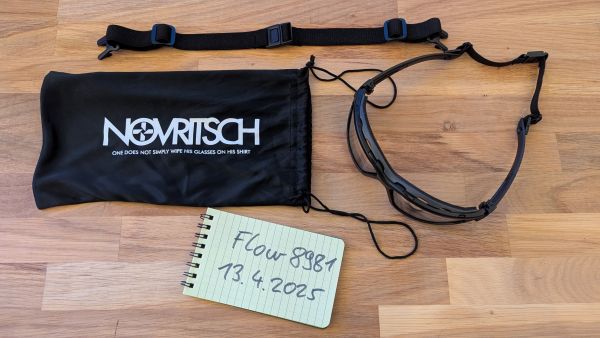 NOVRITSCH
ONE DOES NOT SIMPLY WIPE HIS GLASSES ON HIS SHIRT
Flow 8981
13.4.2025